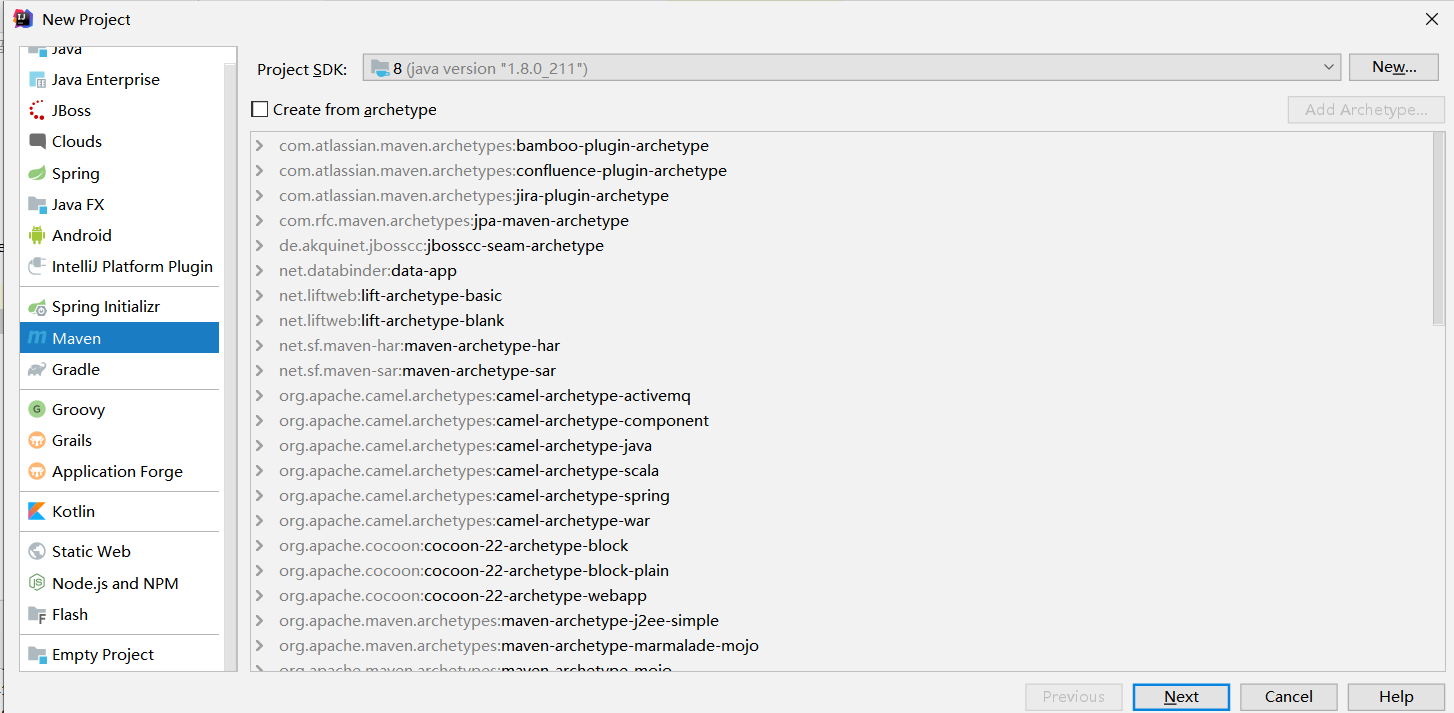 New Project
Java
Java Enterprise
JBoss
Clouds
Spring
Java FX
Android
IntelliJ Platform Plugin
Spring Initializr
Maven
Gradle
Groovy
Grails
Application Forge
Kotlin
Static Web
Node.js and NPM
Flash
Empty Project
Project SDK: 8 (java version "1.8.0_211") New...
Create from archetype Add Archetype...
com.atlassian.maven.archetypes:bamboo-plugin-archetype
com.atlassian.maven.archetypes:confluence-plugin-archetype
com.atlassian.maven.archetypes:jira-plugin-archetype
com.rfc.maven.archetypes:jpa-maven-archetype
de.akquinet.jbosscc:jbosscc-seam-archetype
net.databinder:data-app
net.liftweb:lift-archetype-basic
net.liftweb:lift-archetype-blank
net.sf.maven-har:maven-archetype-har
net.sf.maven-sar:maven-archetype-sar
org.apache.camel.archetypes:camel-archetype-activemq
org.apache.camel.archetypes:camel-archetype-component
org.apache.camel.archetypes:camel-archetype-java
org.apache.camel.archetypes:camel-archetype-scala
org.apache.camel.archetypes:camel-archetype-spring
org.apache.camel.archetypes:camel-archetype-war
org.apache.cocoon:cocoon-22-archetype-block
org.apache.cocoon:cocoon-22-archetype-block-plain
org.apache.cocoon:cocoon-22-archetype-webapp
org.apache.maven.archetypes:maven-archetype-j2ee-simple
org.apache.maven.archetypes:maven-archetype-marmalade-mojo
org.apache.maven.archetypes:maven-archetype-mojo
Previous Next Cancel Help